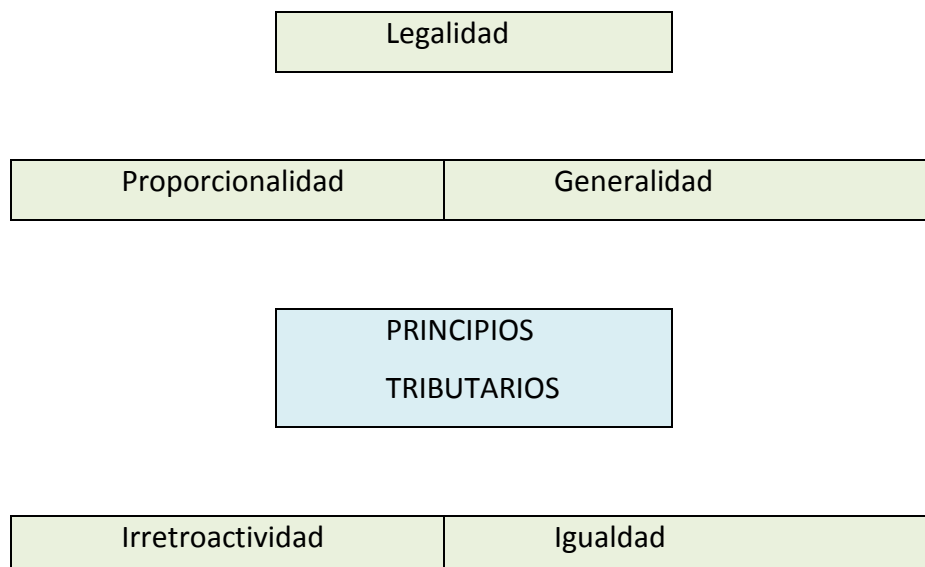 Legalidad
Proporcionalidad
Generalidad
PRINCIPIOS
TRIBUTARIOS
Irretroactividad
Igualdad